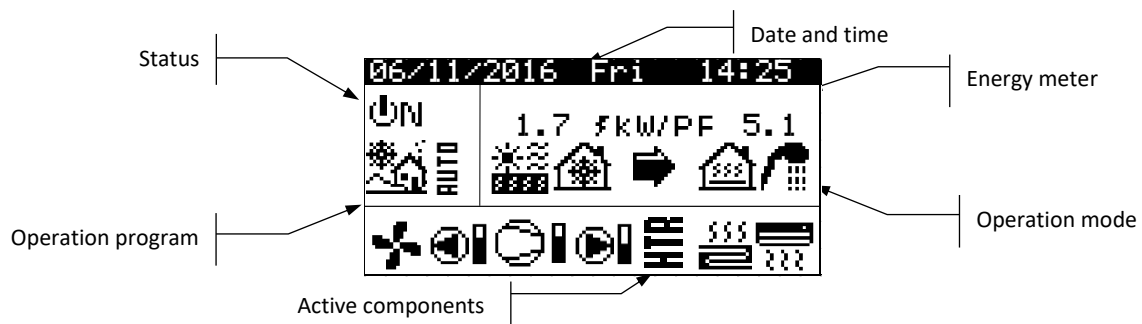 Date and time
Status
06/11/2016 Fri 14:25
Energy meter
ON
1.7 kW/PF 5.1
AUTO
Operation mode
Operation program
HTR
Active components